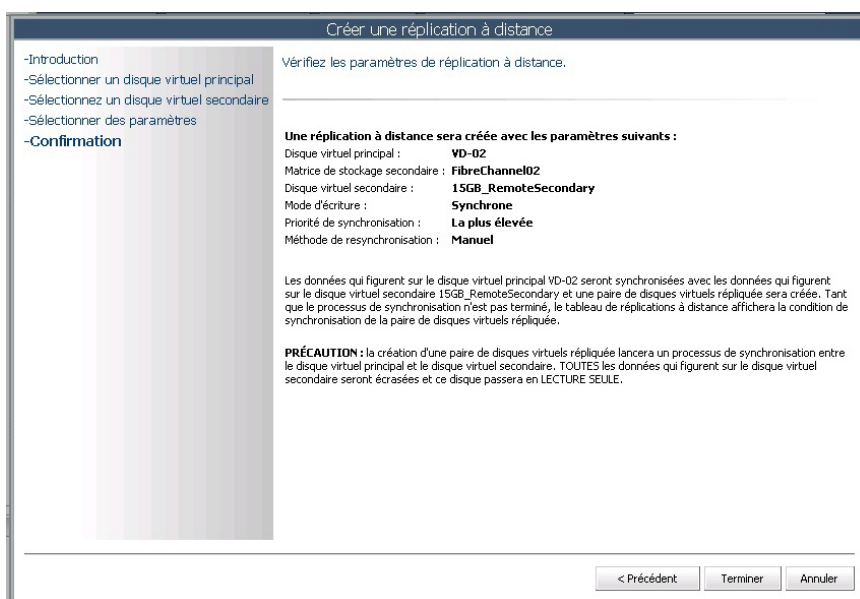 Créer une réplication à distance
-Introduction
-Sélectionner un disque virtuel principal
-Sélectionnez un disque virtuel secondaire
-Sélectionner des paramètres
-Confirmation
Vérifiez les paramètres de réplication à distance.
Une réplication à distance sera créée avec les paramètres suivants :
Disque virtuel principal : VD-02
Matrice de stockage secondaire : FibreChannel02
Disque virtuel secondaire : 15GB_RemoteSecondary
Mode d'écriture : Synchrone
Priorité de synchronisation : La plus élevée
Méthode de resynchronisation : Manuel
Les données qui figurent sur le disque virtuel principal VD-02 seront synchronisées avec les données qui figurent
sur le disque virtuel secondaire 15GB_RemoteSecondary et une paire de disques virtuels répliquée sera créée. Tant
que le processus de synchronisation n'est pas terminé, le tableau de réplications à distance affichera la condition de
synchronisation de la paire de disques virtuels répliquée.
PRÉCAUTION : la création d'une paire de disques virtuels répliquée lancera un processus de synchronisation entre
le disque virtuel principal et le disque virtuel secondaire. TOUTES les données qui figurent sur le disque virtuel
secondaire seront écrasées et ce disque passera en LECTURE SEULE.
< Précédent
Terminer
Annuler